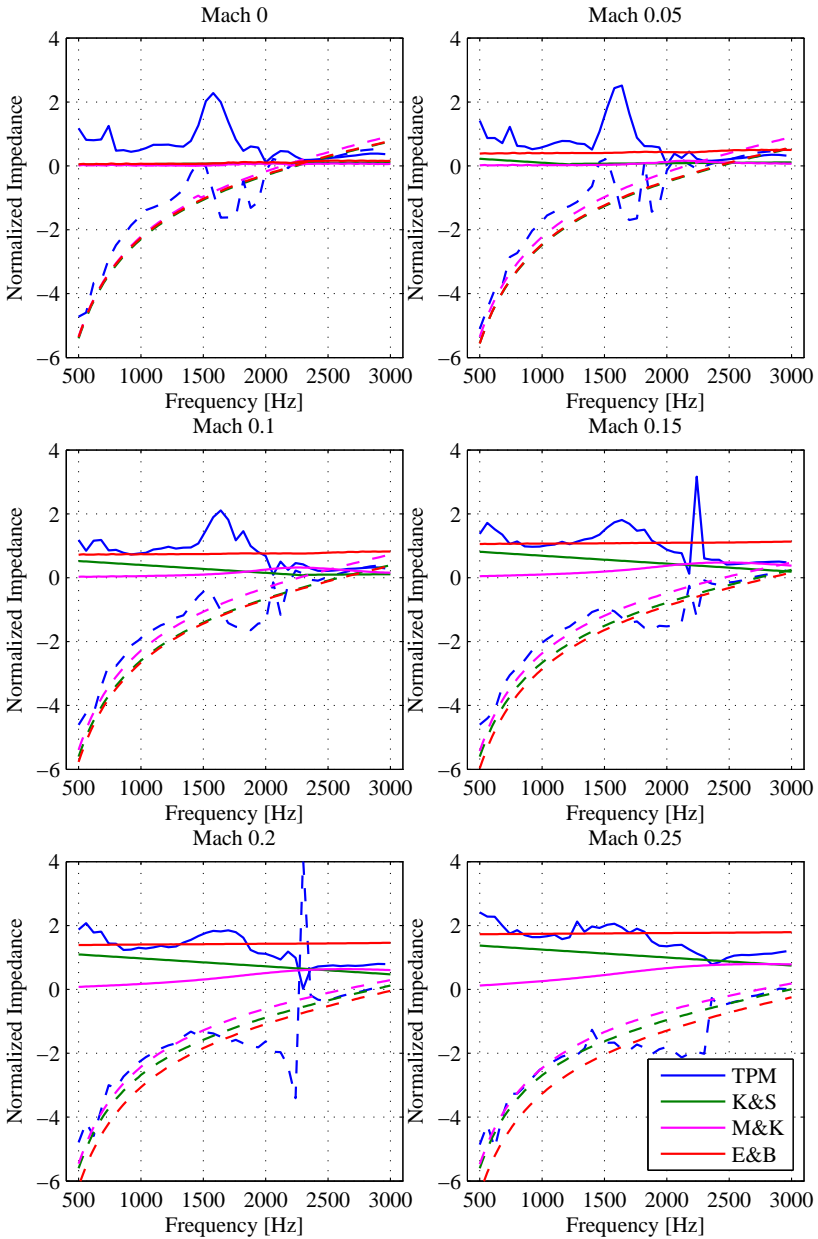 Mach 0
Mach 0.05
Normalized Impedance
4
2
0
−2
−4
−6
500 1000 1500 2000 2500 3000
Frequency [Hz]
Normalized Impedance
4
2
0
−2
−4
−6
500 1000 1500 2000 2500 3000
Frequency [Hz]
Mach 0.1
Mach 0.15
Normalized Impedance
4
2
0
−2
−4
−6
500 1000 1500 2000 2500 3000
Frequency [Hz]
Normalized Impedance
4
2
0
−2
−4
−6
500 1000 1500 2000 2500 3000
Frequency [Hz]
Mach 0.2
Mach 0.25
Normalized Impedance
4
2
0
−2
−4
−6
500 1000 1500 2000 2500 3000
Frequency [Hz]
Normalized Impedance
4
2
0
−2
−4
−6
500 1000 1500 2000 2500 3000
Frequency [Hz]
TPM
K&S
M&K
E&B